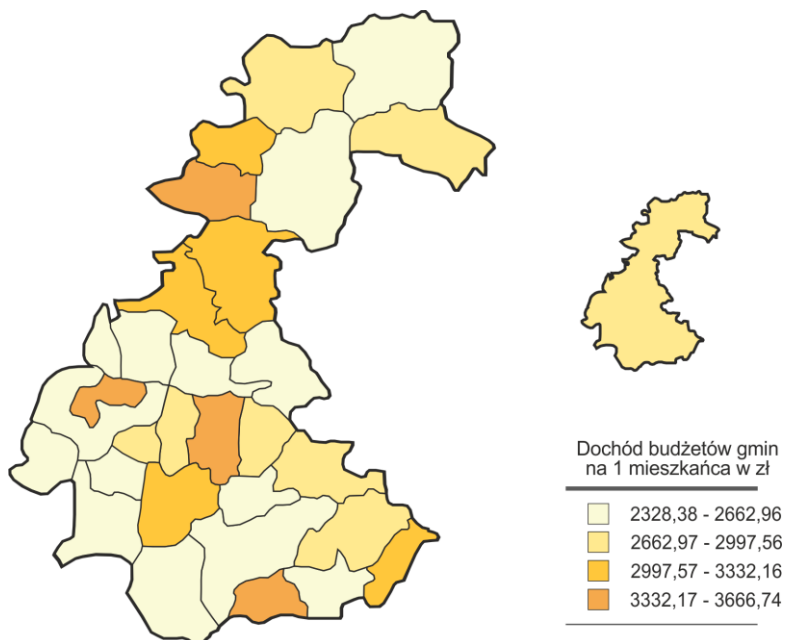 Dochód budżetów gmin
na 1 mieszkańca w zł
2328,38 - 2662,96
2662,97 - 2997,56
2997,57 - 3332,16
3332,17 - 3666,74